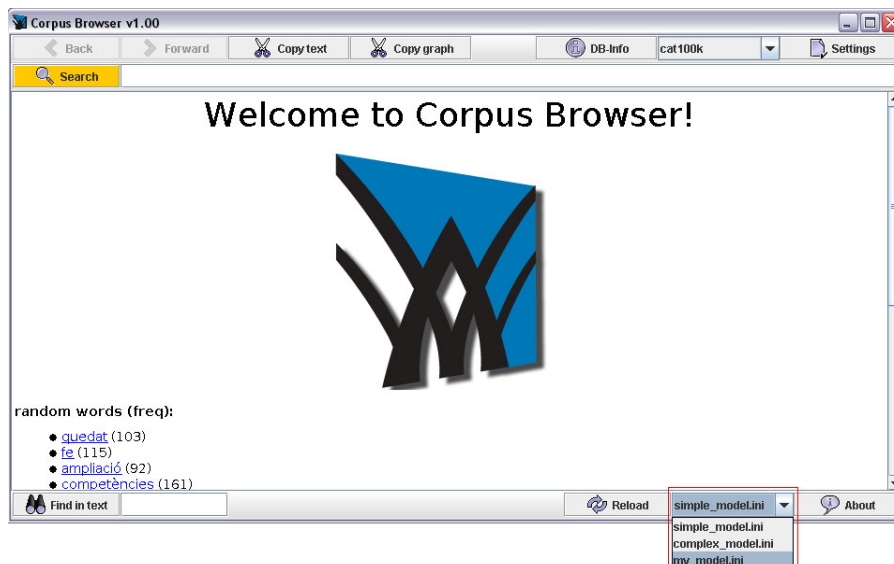 Corpus Browser v1.00
Back Forward Copy text Copy graph DB-Info cat100k Settings
Search
Welcome to Corpus Browser!
random words (freq):
quedat (103)
fe (115)
ampliació (92)
competències (161)
Find in text Reload simple_model.ini About
simple_model.ini
complex_model.ini
my_model.ini